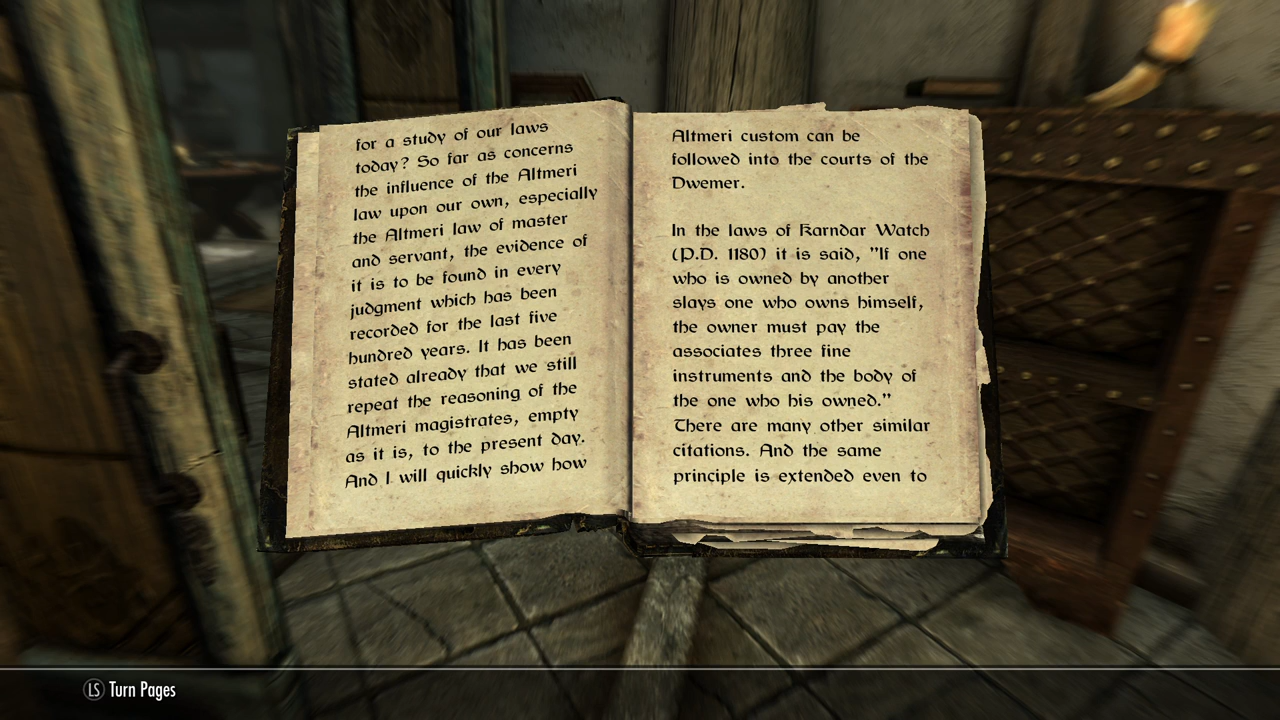 for a study of our laws
today? So far as concerns
the influence of the Altmeri
law upon our own, especially
the Altmeri law of master
and servant, the evidence of
it is to be found in every
judgment which has been
recorded for the last five
hundred years. It has been
stated already that we still
repeat the reasoning of the
Altmeri magistrates, empty
as it is, to the present day.
And I will quickly show how
Altmeri custom can be
followed into the courts of the
Dwemer.
In the laws of Karndar Watch
(P.D. 1180) it is said, "If one
who is owned by another
slays one who owns himself,
the owner must pay the
associates three fine
instruments and the body of
the one who his owned."
There are many other similar
citations. And the same
principle is extended even to
LS Turn Pages